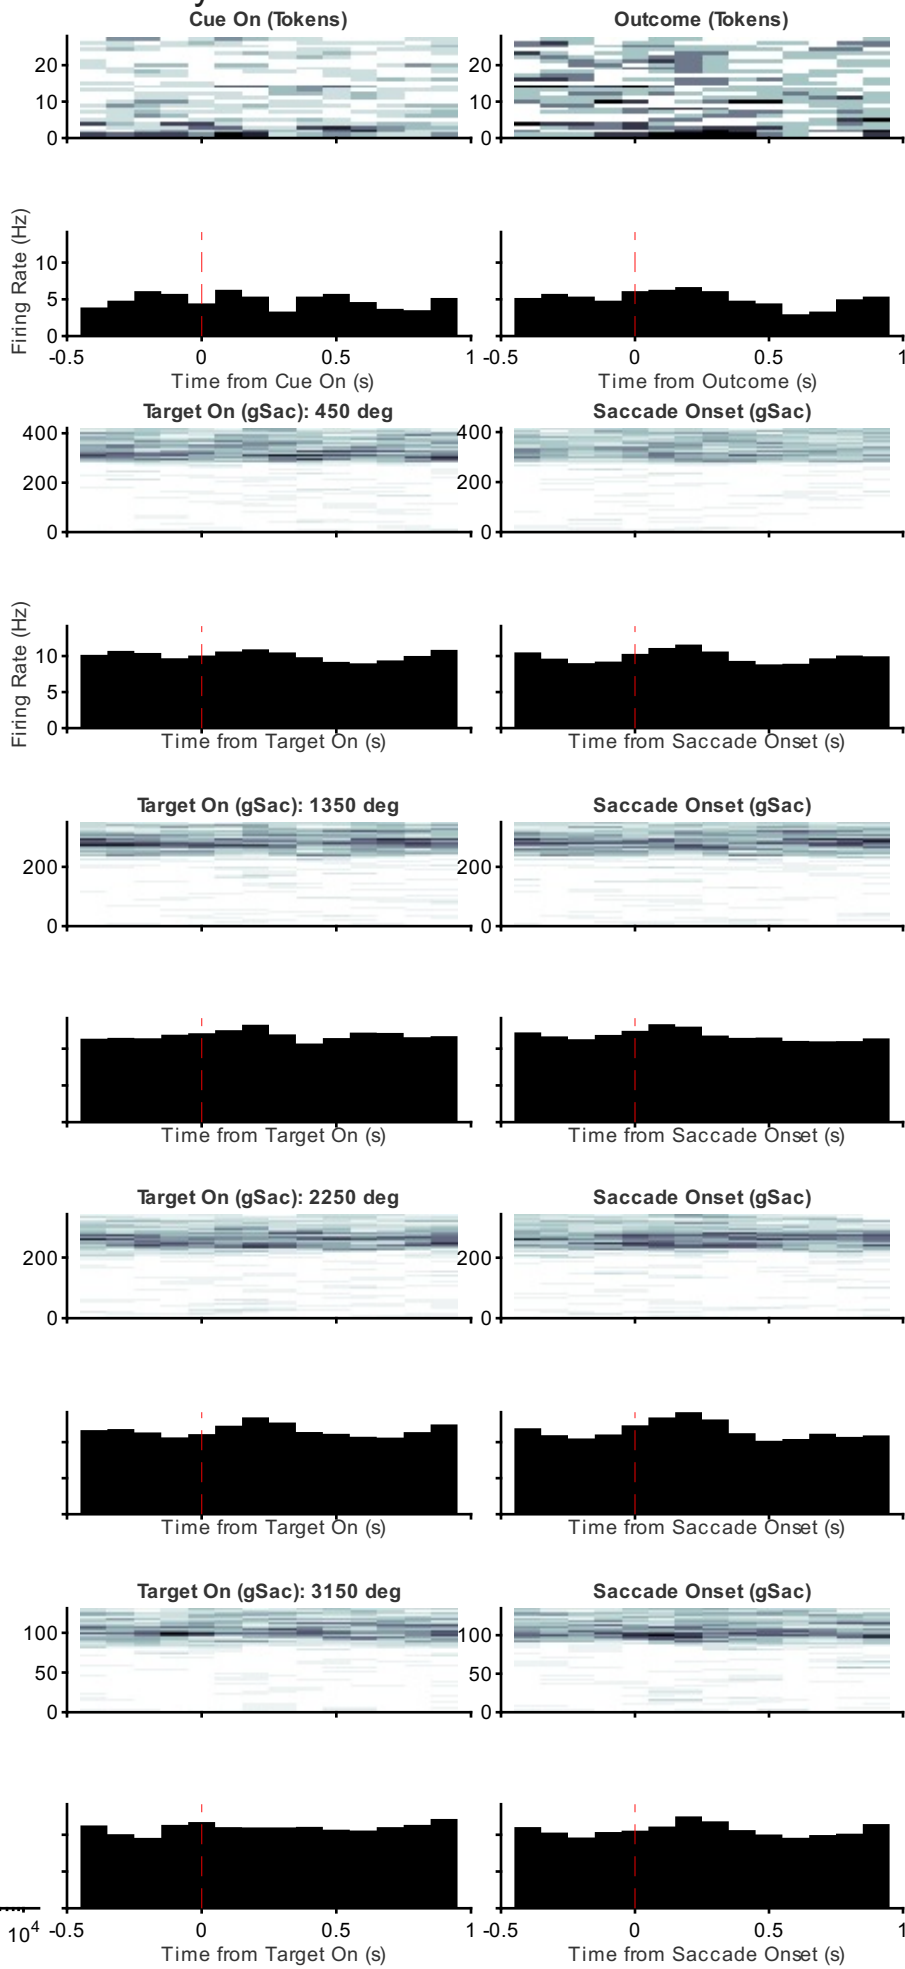 Cue On (Tokens) Outcome (Tokens)
20 20
10 10
0 0
Firing Rate (Hz)
10
5
0
-0.5 0 0.5 1 -0.5 0 0.5 1
Time from Cue On (s) Time from Outcome (s)
Target On (gSac): 450 deg Saccade Onset (gSac)
400 400
200 200
0 0
Firing Rate (Hz)
10
5
0
Time from Target On (s) Time from Saccade Onset (s)
Target On (gSac): 1350 deg Saccade Onset (gSac)
200 200
0 0
Time from Target On (s) Time from Saccade Onset (s)
Target On (gSac): 2250 deg Saccade Onset (gSac)
200 200
0 0
Time from Target On (s) Time from Saccade Onset (s)
Target On (gSac): 3150 deg Saccade Onset (gSac)
100 100
50 50
0 0
10^4 -0.5 0 0.5 1 -0.5 0 0.5 1
Time from Target On (s) Time from Saccade Onset (s)